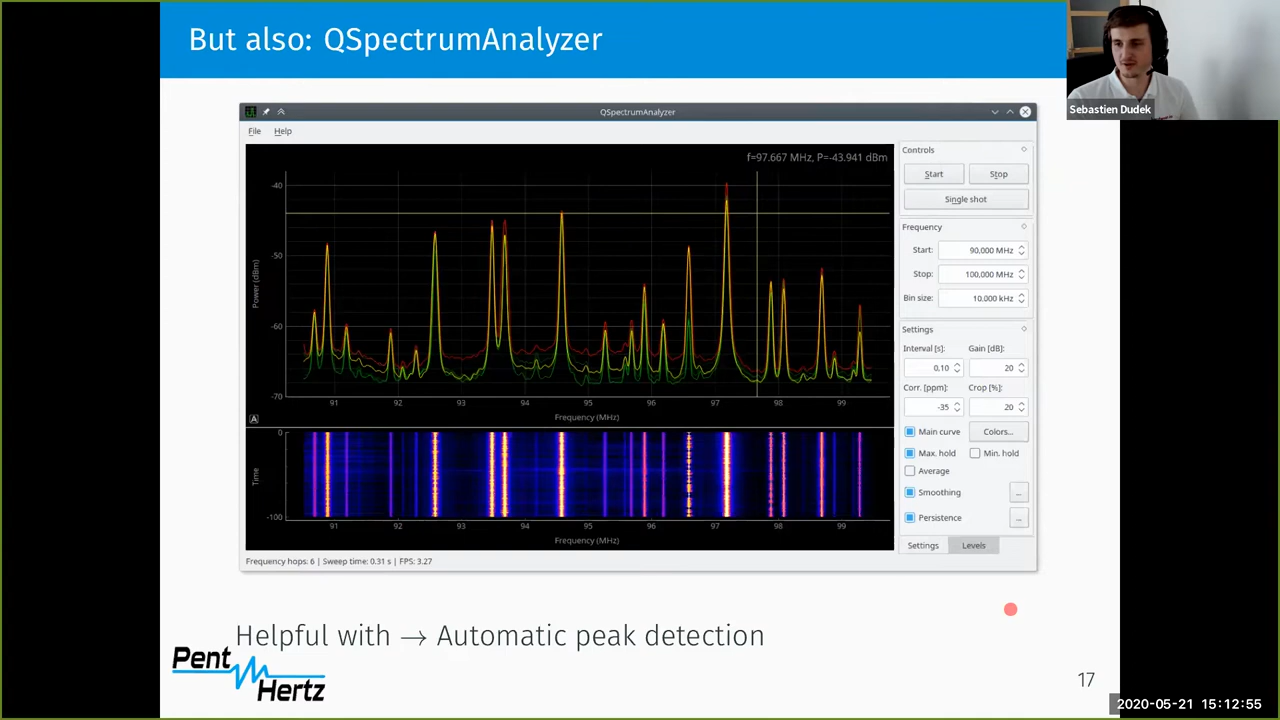 But also: QSpectrumAnalyzer
Sebastien Dudek
QSpectrumAnalyzer
File Help
f=97.667 MHz, P=-43.941 dBm
-40
-50
-60
-70
Power (dBm)
91 92 93 94 95 96 97 98 99
Frequency (MHz)
A
0
-100
Time
91 92 93 94 95 96 97 98 99
Frequency (MHz)
Frequency hops: 6 | Sweep time: 0.31 s | FPS: 3.27
Controls
Start Stop
Single shot
Frequency
Start: 90,000 MHz
Stop: 100,000 MHz
Bin size: 10,000 kHz
Settings
Interval [s]: Gain [dB]:
0,10 20
Corr. [ppm]: Crop [%]:
-35 20
Main curve Colors...
Max. hold Min. hold
Average
Smoothing ...
Persistence ...
Settings Levels
Helpful with → Automatic peak detection
Pent
Hertz
17
2020-05-21 15:12:55